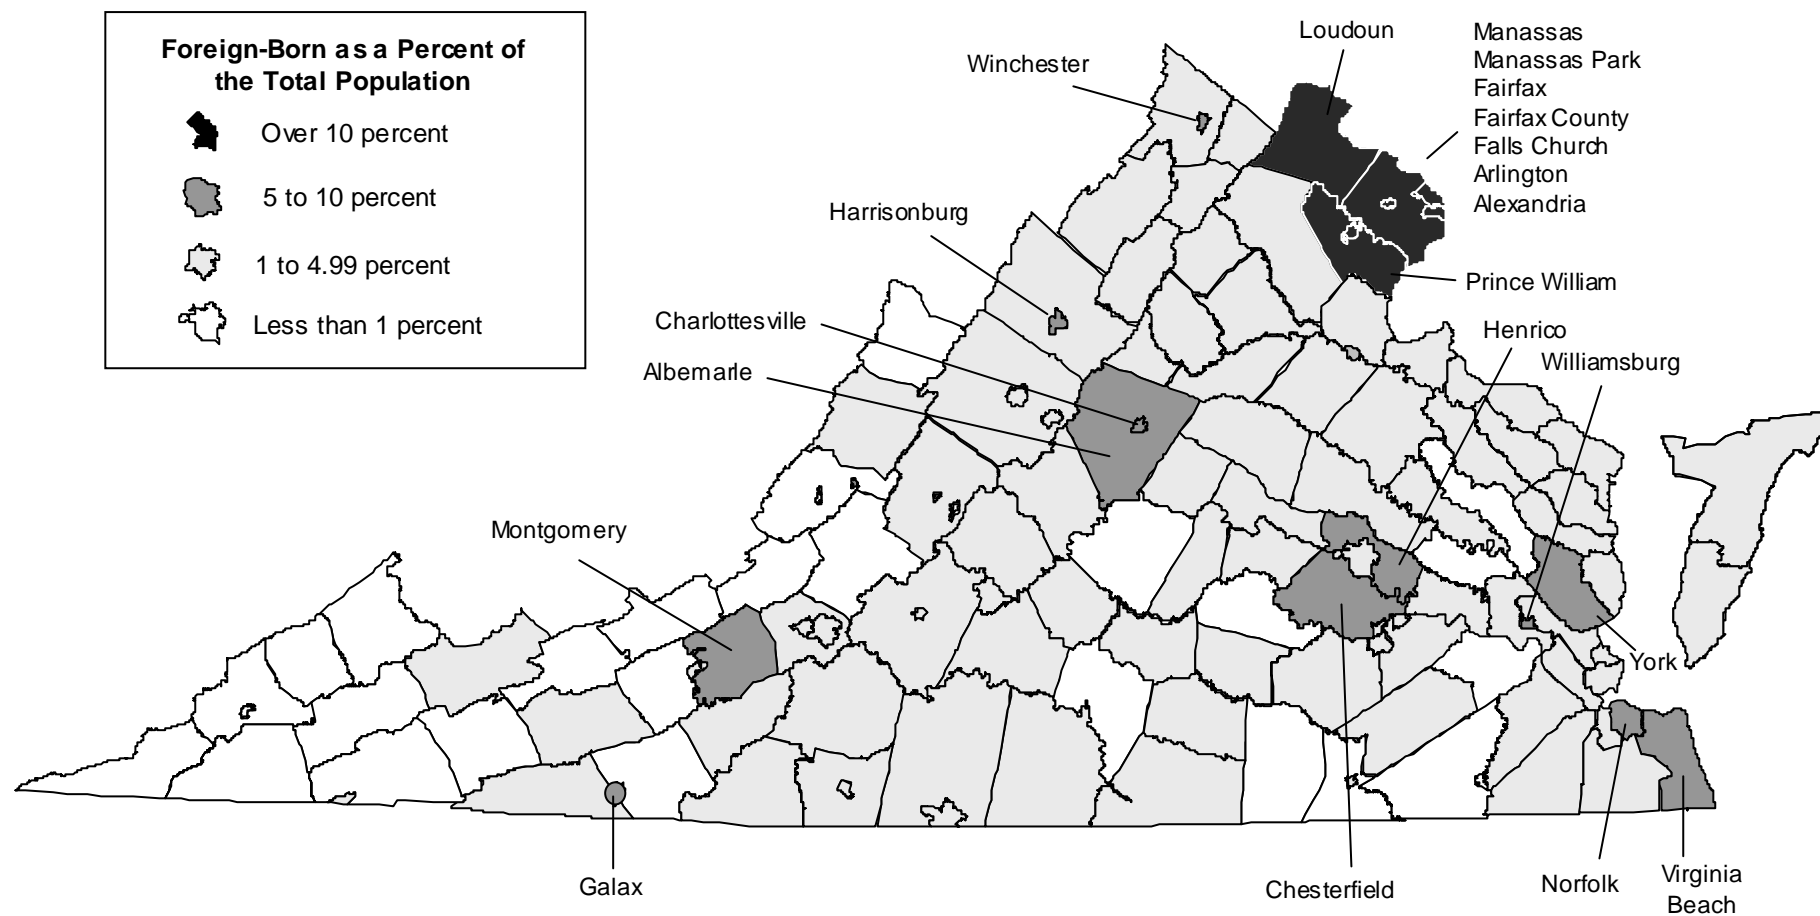 Foreign-Born as a Percent of
the Total Population
Over 10 percent
5 to 10 percent
1 to 4.99 percent
Less than 1 percent
Loudoun
Manassas
Manassas Park
Fairfax
Fairfax County
Falls Church
Arlington
Alexandria
Winchester
Harrisonburg
Prince William
Charlottesville
Henrico
Williamsburg
Albemarle
Montgomery
York
Galax
Chesterfield
Norfolk
Virginia
Beach